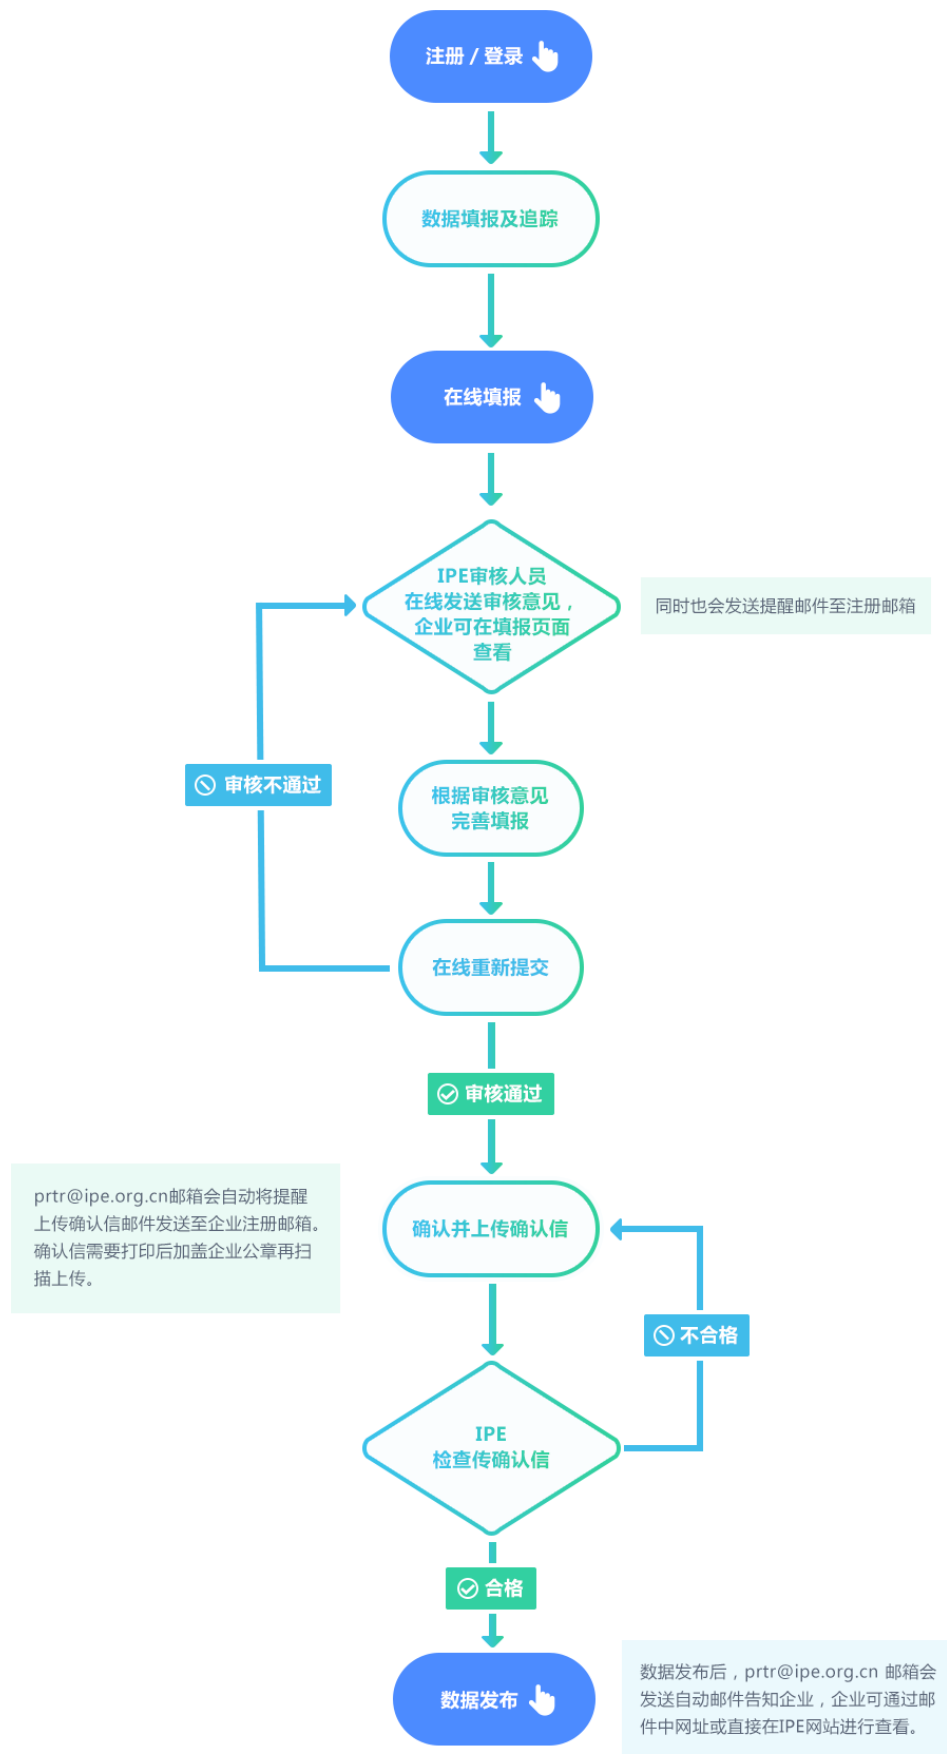 注册 / 登录
数据填报及追踪
在线填报
IPE审核人员
在线发送审核意见，
企业可在填报页面
查看
同时也会发送提醒邮件至注册邮箱
审核不通过
根据审核意见
完善填报
在线重新提交
审核通过
prtr@ipe.org.cn邮箱会自动将提醒
上传确认信邮件发送至企业注册邮箱。
确认信需要打印后加盖企业公章再扫
描上传。
确认并上传确认信
不合格
IPE
检查传确认信
合格
数据发布
数据发布后，prtr@ipe.org.cn 邮箱会
发送自动邮件告知企业，企业可通过邮
件中网址或直接在IPE网站进行查看。